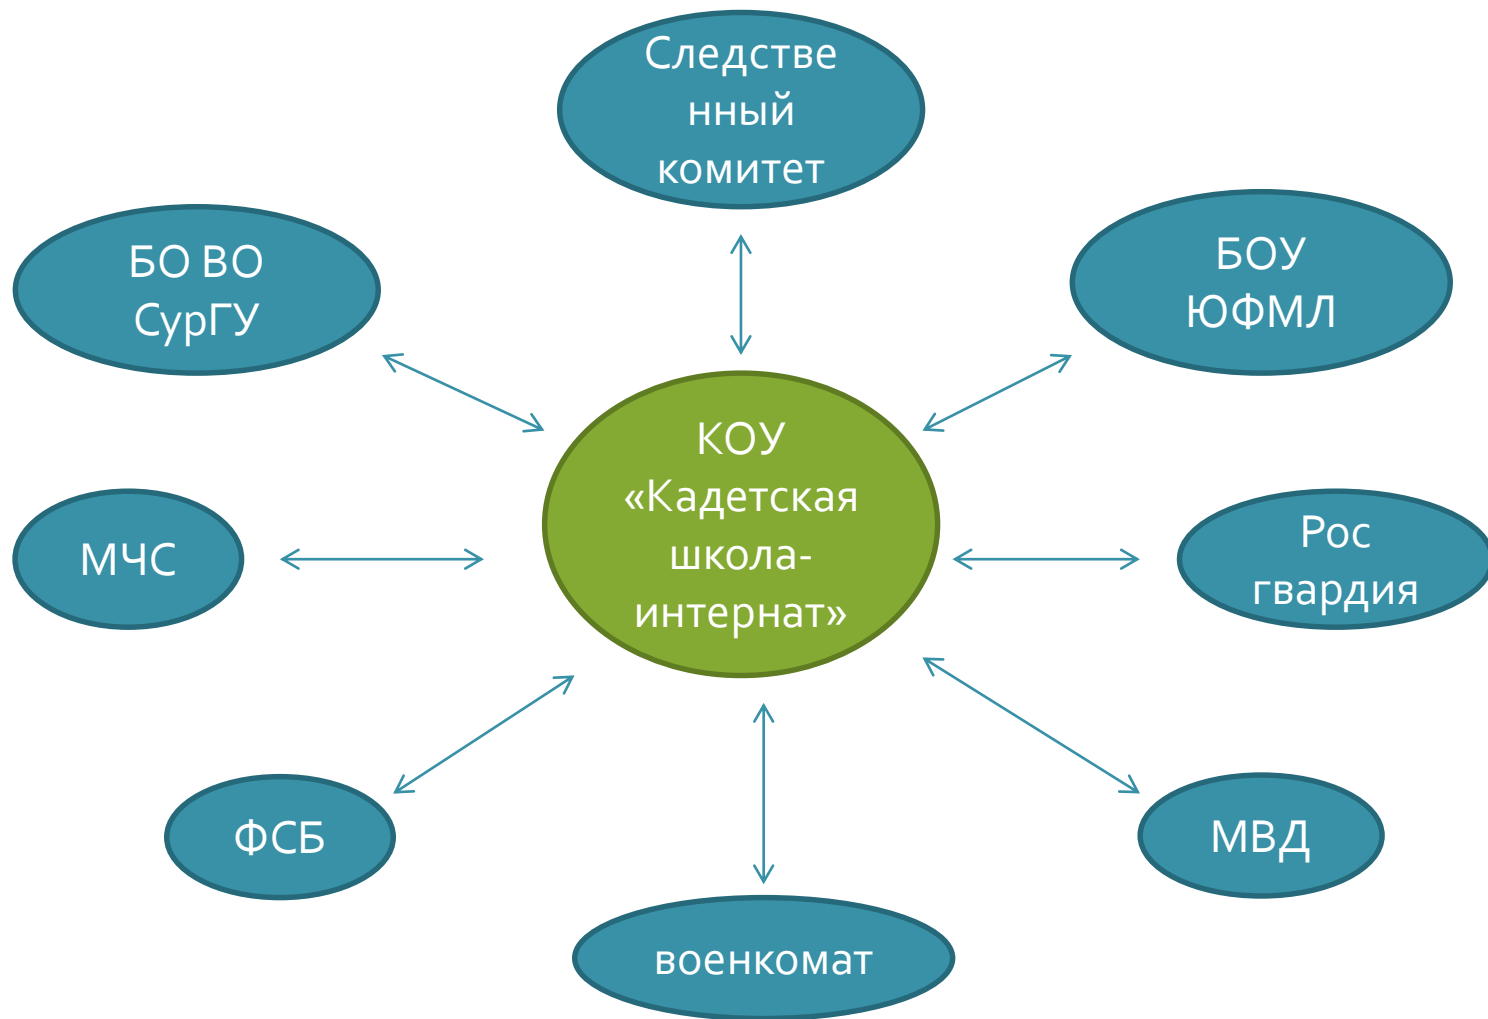 Следстве
нный
комитет
БО ВО
СурГУ
БОУ
ЮФМЛ
КОУ
«Кадетская
школа-
интернат»
МЧС
Рос
гвардия
ФСБ
МВД
военкомат